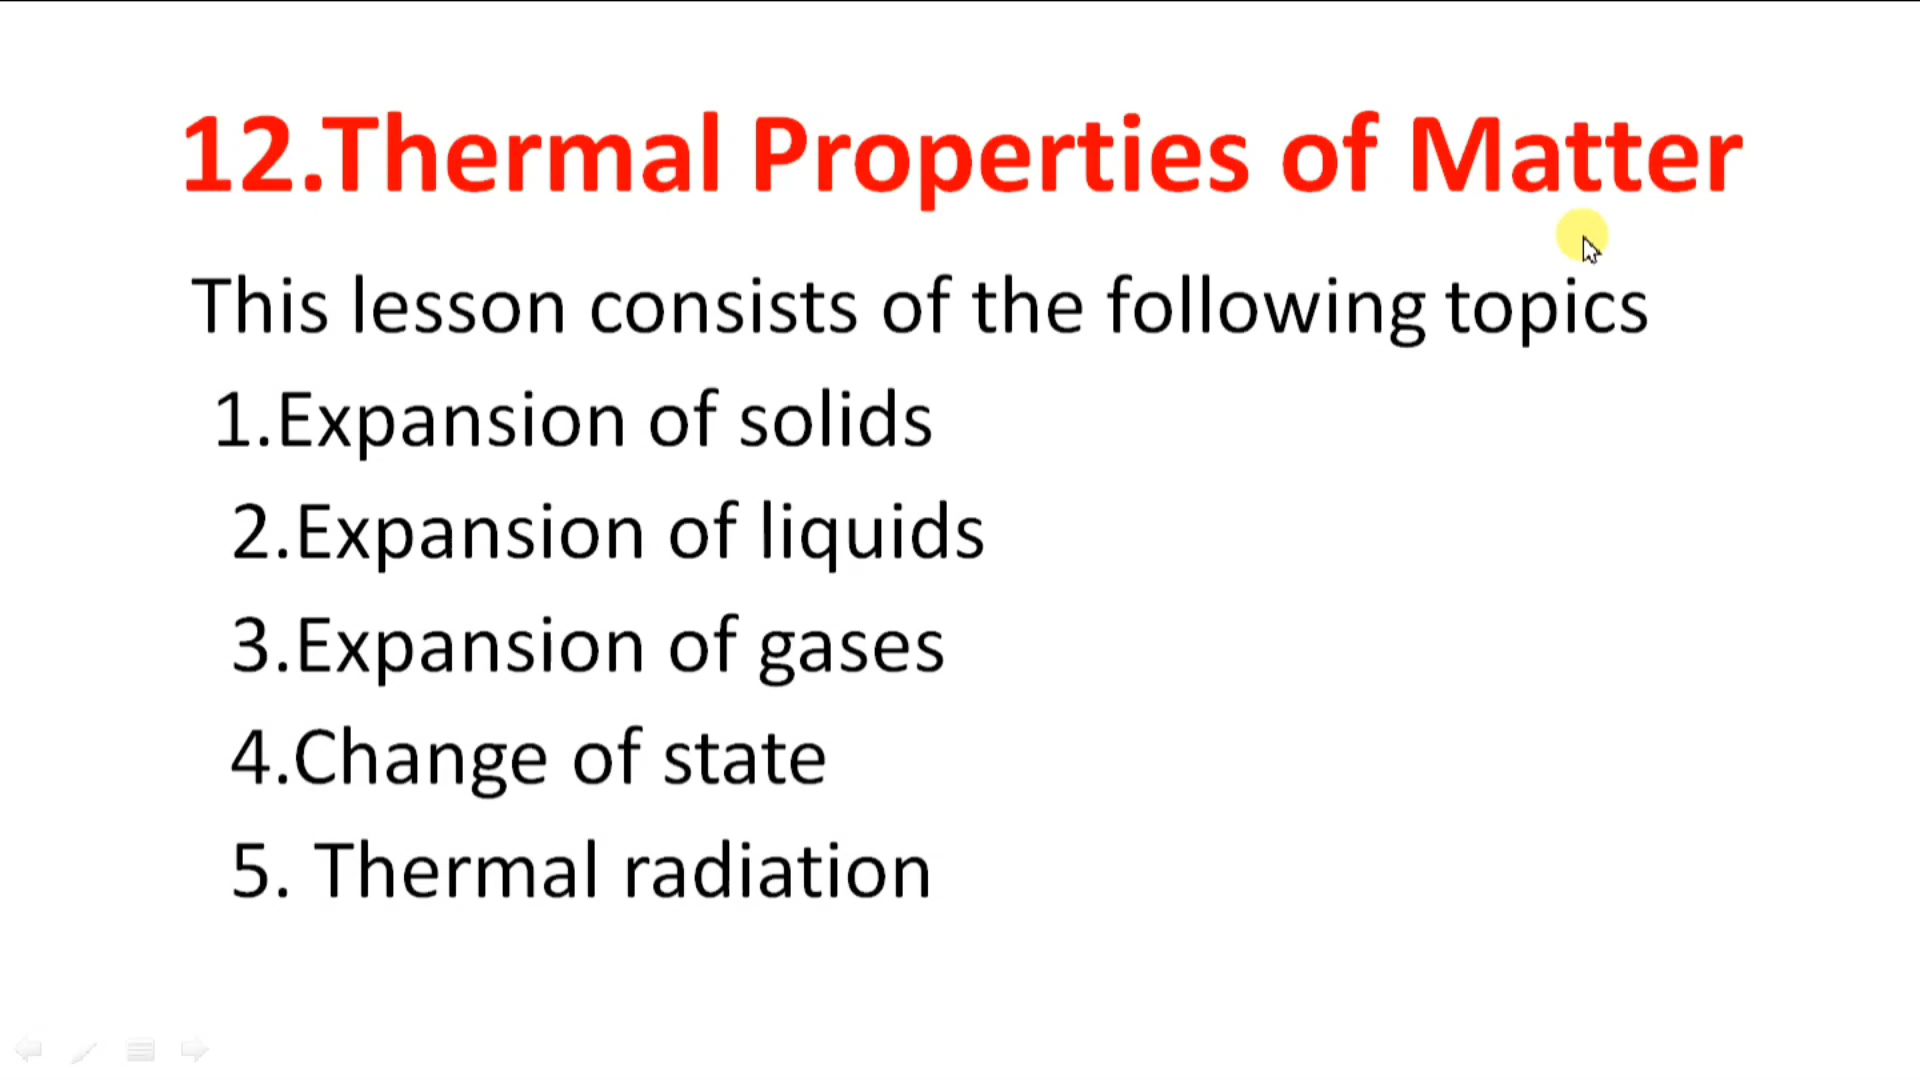 12.Thermal Properties of Matter
This lesson consists of the following topics
1.Expansion of solids
2.Expansion of liquids
3.Expansion of gases
4.Change of state
5. Thermal radiation